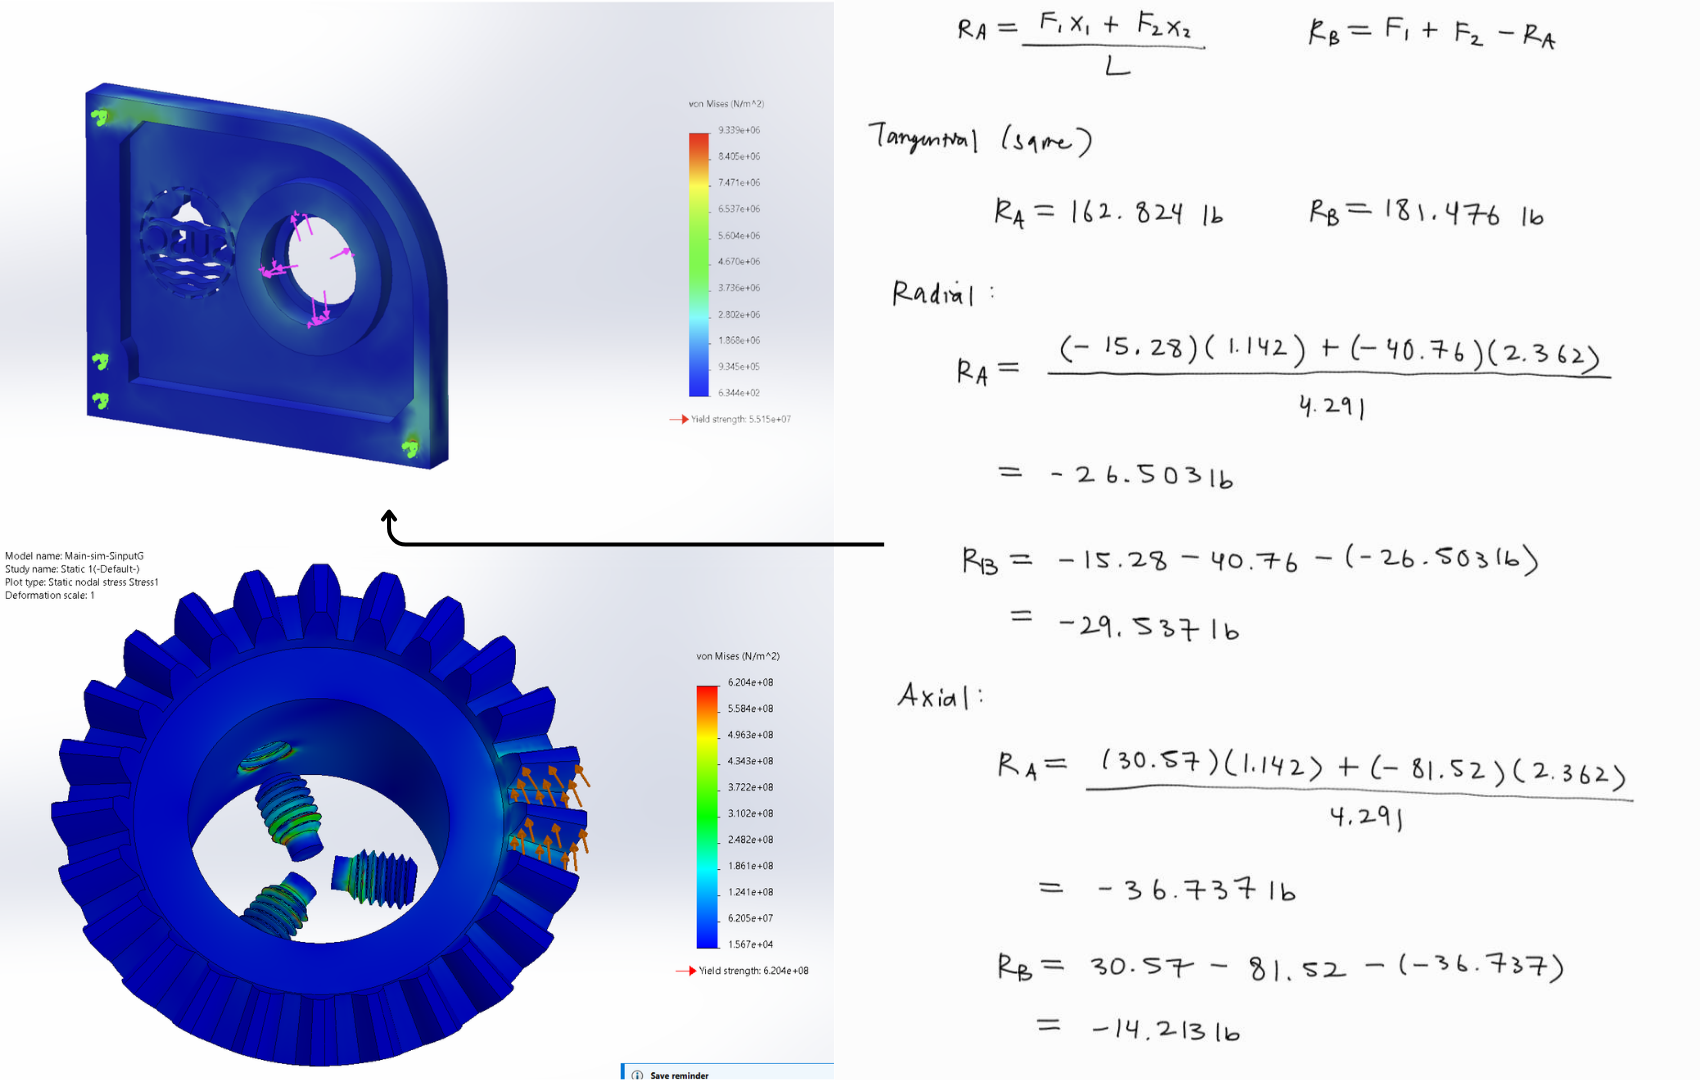 von Mises (N/m^2)
9.339e+06
8.405e+06
7.471e+06
6.537e+06
5.604e+06
4.670e+06
3.736e+06
2.802e+06
1.868e+06
9.345e+05
6.344e+02
Yield strength: 5.515e+07
Model name: Main-sim-SinputG
Study name: Static 1(-Default-)
Plot type: Static nodal stress Stress1
Deformation scale: 1
von Mises (N/m^2)
6.204e+08
5.584e+08
4.963e+08
4.343e+08
3.722e+08
3.102e+08
2.482e+08
1.861e+08
1.241e+08
6.205e+07
1.567e+04
Yield strength: 6.204e+08
Save reminder
RA = F1x1 + F2x2 / L RB = F1 + F2 - RA
Tangential (same)
RA = 162.824 lb RB = 181.476 lb
Radial:
RA = (-15.28)(1.142) + (-40.76)(2.362) / 4.291
= -26.503 lb
RB = -15.28 - 40.76 - (-26.503 lb)
= -29.537 lb
Axial:
RA = (30.57)(1.142) + (-81.52)(2.362) / 4.291
= -36.737 lb
RB = 30.57 - 81.52 - (-36.737)
= -14.213 lb